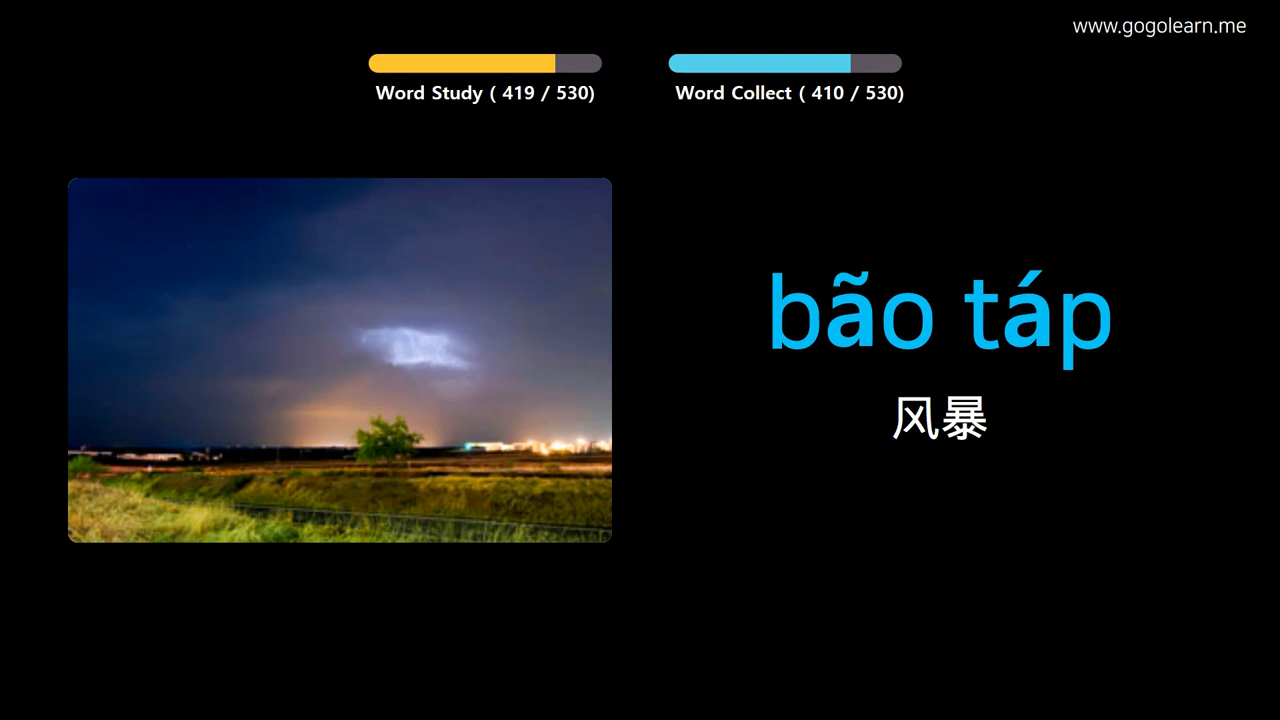 www.gogolearn.me
Word Study ( 419 / 530)
Word Collect ( 410 / 530)
bão táp
风暴